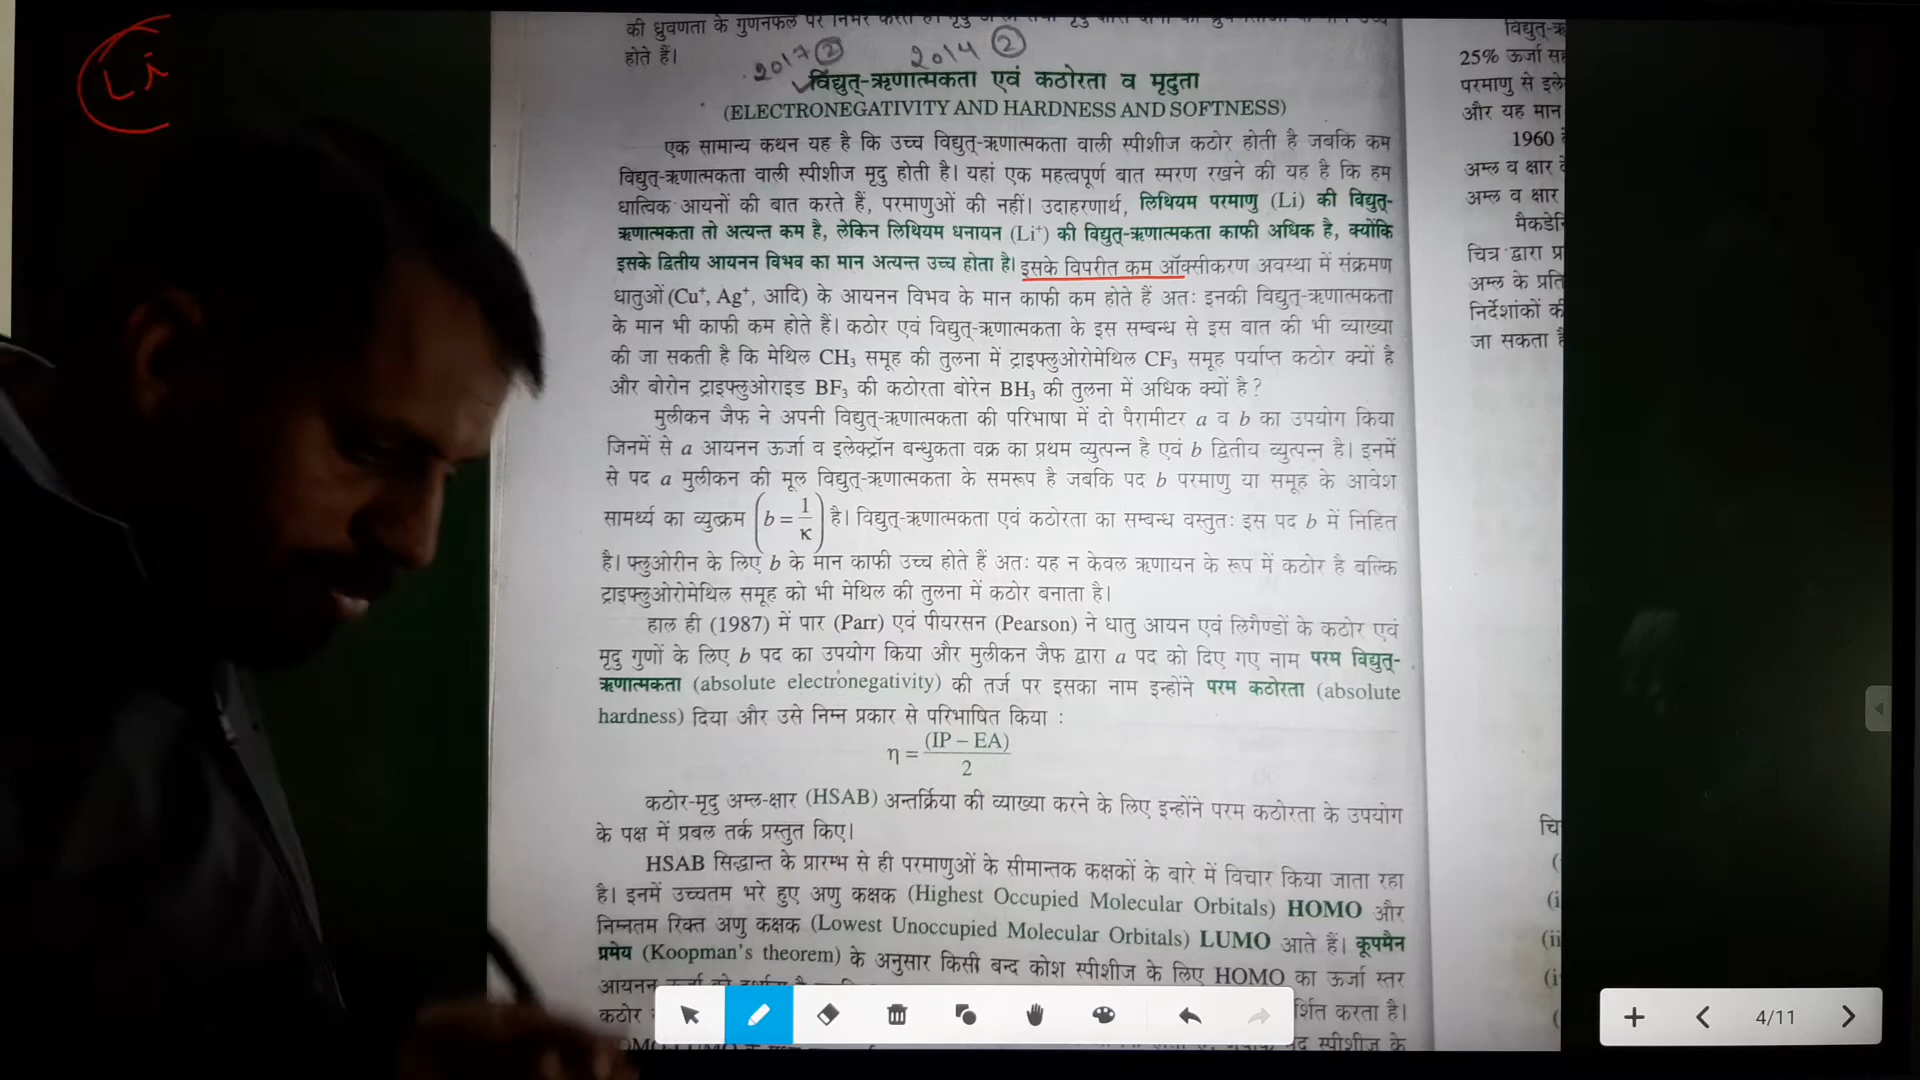 Li
की ध्रुवणता के गुणनफल पर निर्भर करते हैं।
होते हैं।
2017 (2) 2014 (2)
विद्युत्-ऋणात्मकता एवं कठोरता व मृदुता
(ELECTRONEGATIVITY AND HARDNESS AND SOFTNESS)
एक सामान्य कथन यह है कि उच्च विद्युत्-ऋणात्मकता वाली स्पीशीज कठोर होती है जबकि कम
विद्युत्-ऋणात्मकता वाली स्पीशीज मृदु होती है। यहां एक महत्वपूर्ण बात स्मरण रखने की यह है कि हम
धात्विक आयनों की बात करते हैं, परमाणुओं की नहीं। उदाहरणार्थ, लिथियम परमाणु (Li) की विद्युत्-
ऋणात्मकता तो अत्यन्त कम है, लेकिन लिथियम धनायन (Li⁺) की विद्युत्-ऋणात्मकता काफी अधिक है, क्योंकि
इसके द्वितीय आयनन विभव का मान अत्यन्त उच्च होता है। इसके विपरीत कम ऑक्सीकरण अवस्था में संक्रमण
धातुओं (Cu⁺, Ag⁺, आदि) के आयनन विभव के मान काफी कम होते हैं अतः इनकी विद्युत्-ऋणात्मकता
के मान भी काफी कम होते हैं। कठोर एवं विद्युत्-ऋणात्मकता के इस सम्बन्ध से इस बात की भी व्याख्या
की जा सकती है कि मेथिल CH₃ समूह की तुलना में ट्राइफ्लुओरोमेथिल CF₃ समूह पर्याप्त कठोर क्यों है
और बोरोन ट्राइफ्लुओराइड BF₃ की कठोरता बोरेन BH₃ की तुलना में अधिक क्यों है?
मुलीकन जैफ ने अपनी विद्युत्-ऋणात्मकता की परिभाषा में दो पैरामीटर a व b का उपयोग किया
जिनमें से a आयनन ऊर्जा व इलेक्ट्रॉन बन्धुकता वक्र का प्रथम व्युत्पन्न है एवं b द्वितीय व्युत्पन्न है। इनमें
से पद a मुलीकन की मूल विद्युत्-ऋणात्मकता के समरूप है जबकि पद b परमाणु या समूह के आवेश
सामर्थ्य का व्युत्क्रम (b = 1/κ) है। विद्युत्-ऋणात्मकता एवं कठोरता का सम्बन्ध वस्तुतः इस पद b में निहित
है। फ्लुओरीन के लिए b के मान काफी उच्च होते हैं अतः यह न केवल ऋणायन के रूप में कठोर है बल्कि
ट्राइफ्लुओरोमेथिल समूह को भी मेथिल की तुलना में कठोर बनाता है।
हाल ही (1987) में पार (Parr) एवं पीयरसन (Pearson) ने धातु आयन एवं लिगैण्डों के कठोर एवं
मृदु गुणों के लिए b पद का उपयोग किया और मुलीकन जैफ द्वारा a पद को दिए गए नाम परम विद्युत्-
ऋणात्मकता (absolute electronegativity) की तर्ज पर इसका नाम इन्होंने परम कठोरता (absolute
hardness) दिया और उसे निम्न प्रकार से परिभाषित किया :
η = (IP – EA)/2
कठोर-मृदु अम्ल-क्षार (HSAB) अन्तर्क्रिया की व्याख्या करने के लिए इन्होंने परम कठोरता के उपयोग
के पक्ष में प्रबल तर्क प्रस्तुत किए।
HSAB सिद्धान्त के प्रारम्भ से ही परमाणुओं के सीमान्तक कक्षकों के बारे में विचार किया जाता रहा
है। इनमें उच्चतम भरे हुए अणु कक्षक (Highest Occupied Molecular Orbitals) HOMO और
निम्नतम रिक्त अणु कक्षक (Lowest Unoccupied Molecular Orbitals) LUMO आते हैं। कूपमैन
प्रमेय (Koopman's theorem) के अनुसार किसी बन्द कोश स्पीशीज के लिए HOMO का ऊर्जा स्तर
आयनन
कठोर
करता है।
स्पीशीज के
विद्युत्-ऋ
25% ऊर्जा
परमाणु से
और यह मान
1960
अम्ल व क्षार
अम्ल व क्षार
चित्र द्वारा
अम्ल के
निर्देशांकों की
जा सकता है
चि
(i
(ii
(i
4/11